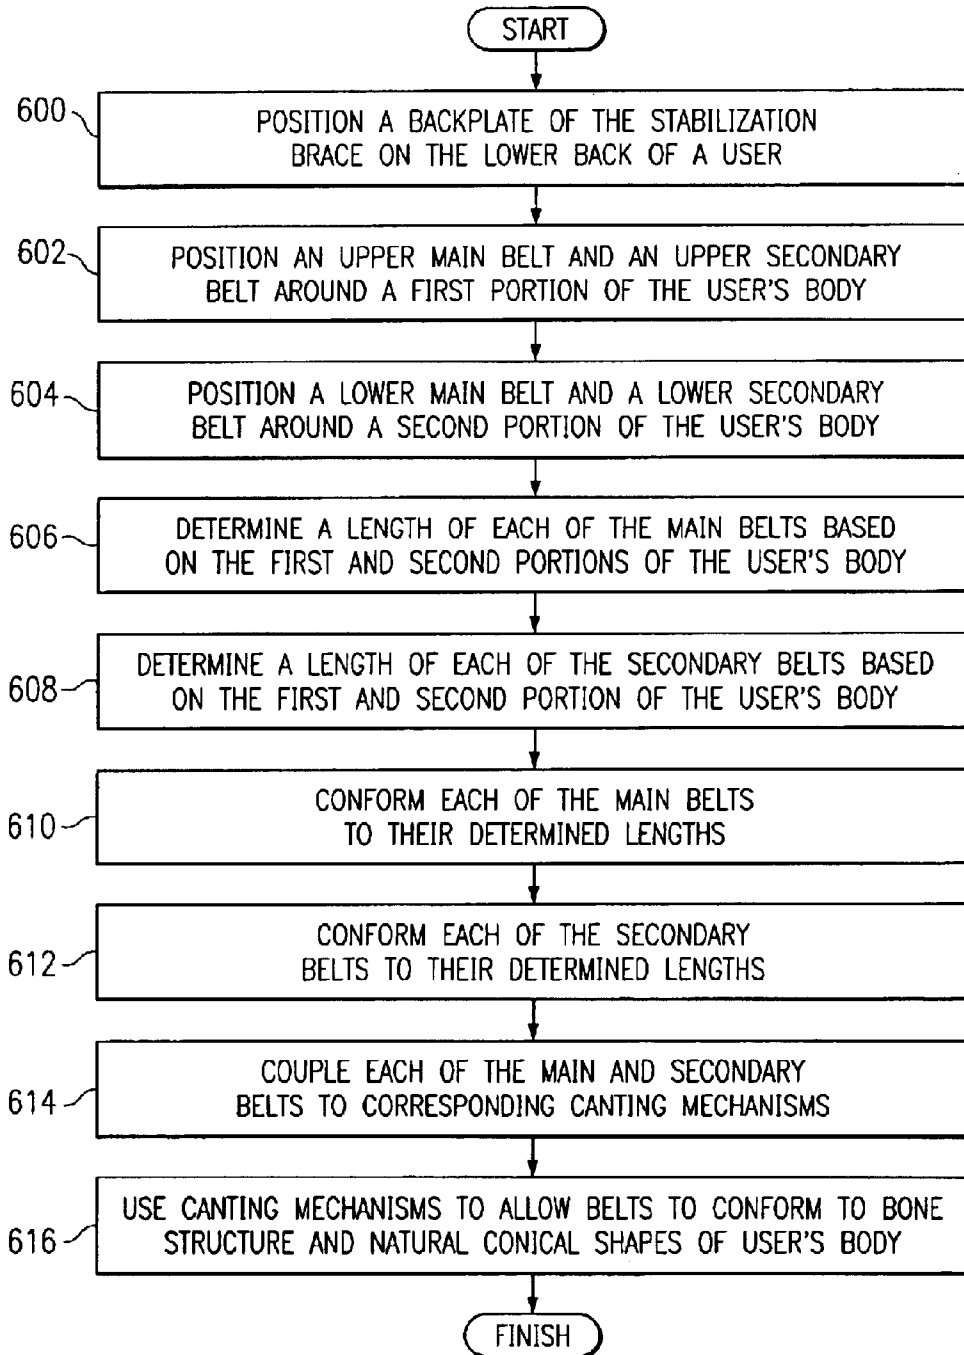 START
600
POSITION A BACKPLATE OF THE STABILIZATION
BRACE ON THE LOWER BACK OF A USER
602
POSITION AN UPPER MAIN BELT AND AN UPPER SECONDARY
BELT AROUND A FIRST PORTION OF THE USER'S BODY
604
POSITION A LOWER MAIN BELT AND A LOWER SECONDARY
BELT AROUND A SECOND PORTION OF THE USER'S BODY
606
DETERMINE A LENGTH OF EACH OF THE MAIN BELTS BASED
ON THE FIRST AND SECOND PORTIONS OF THE USER'S BODY
608
DETERMINE A LENGTH OF EACH OF THE SECONDARY BELTS BASED
ON THE FIRST AND SECOND PORTION OF THE USER'S BODY
610
CONFORM EACH OF THE MAIN BELTS
TO THEIR DETERMINED LENGTHS
612
CONFORM EACH OF THE SECONDARY
BELTS TO THEIR DETERMINED LENGTHS
614
COUPLE EACH OF THE MAIN AND SECONDARY
BELTS TO CORRESPONDING CANTING MECHANISMS
616
USE CANTING MECHANISMS TO ALLOW BELTS TO CONFORM TO BONE
STRUCTURE AND NATURAL CONICAL SHAPES OF USER'S BODY
FINISH